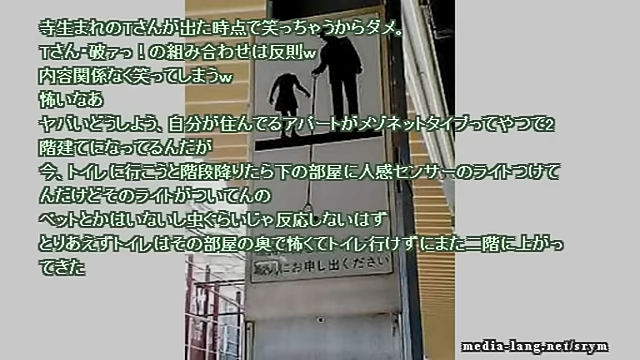 寺生まれのTさんが出た時点で笑っちゃうからダメ。
Tさん・破ァっ！の組み合わせは反則w
内容関係なく笑ってしまうw
怖いなあ
ヤバいどうしよう、自分が住んでるアパートがメゾネットタイプってやつで2
階建てになってるんだが
今、トイレに行こうと階段降りたら下の部屋に人感センサーのライトつけて
んだけどそのライトがついてんの
ペットとかはいないし虫くらいじゃ反応しないはず
とりあえずトイレはその部屋の奥で怖くてトイレ行けずにまた二階に上がっ
てきた
にお申し出ください
media-lang-net/srym